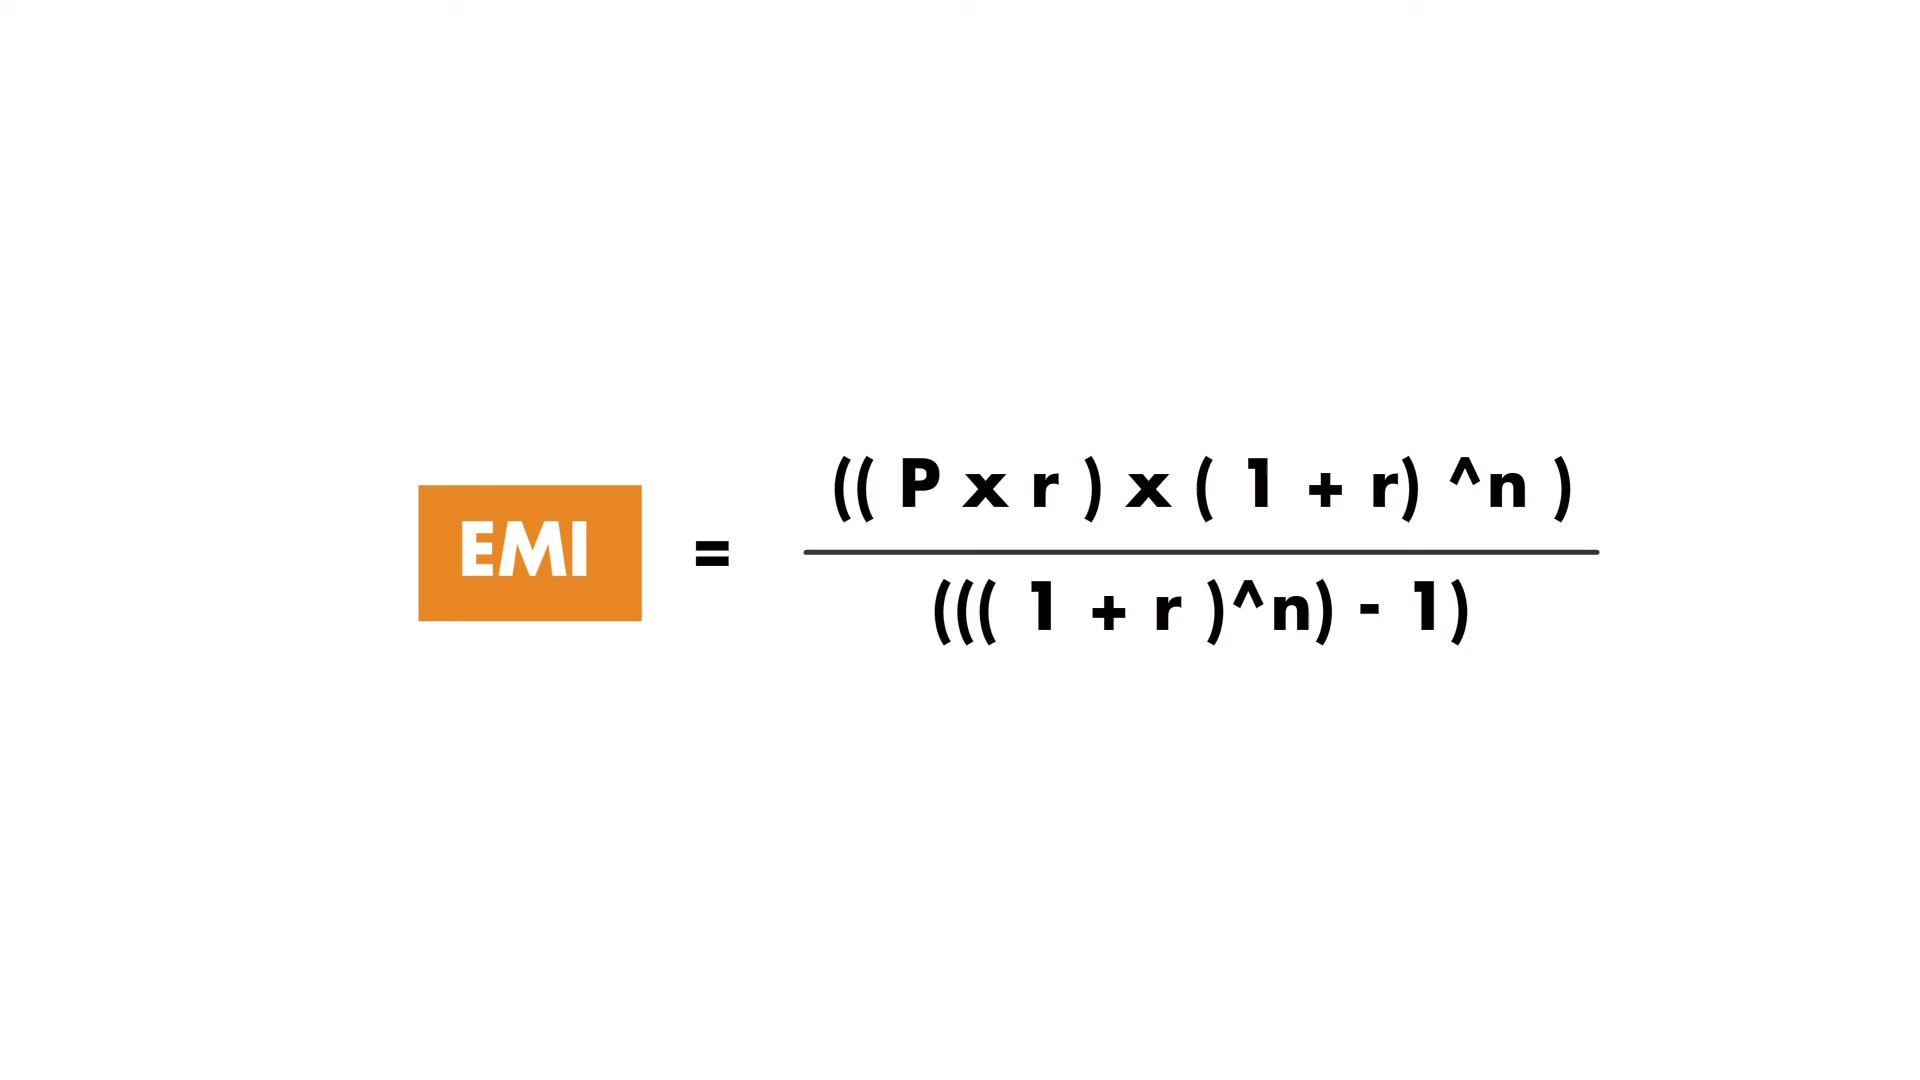 EMI = (( P x r ) x ( 1 + r) ^n )
((( 1 + r )^n) - 1)